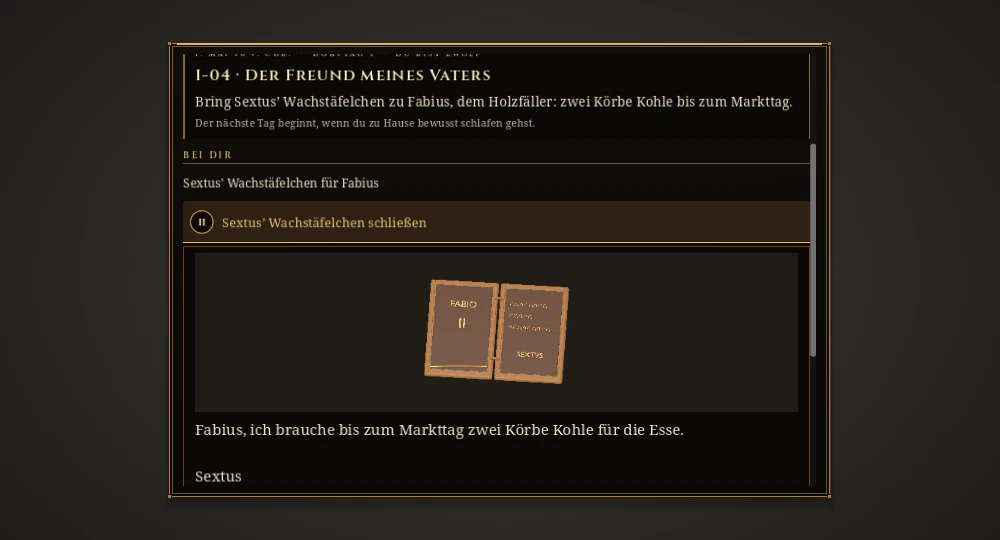 I-04 · Der Freund meines Vaters
Bring Sextus’ Wachstäfelchen zu Fabius, dem Holzfäller: zwei Körbe Kohle bis zum Markttag.
Der nächste Tag beginnt, wenn du zu Hause bewusst schlafen gehst.
BEI DIR
Sextus’ Wachstäfelchen für Fabius
II Sextus’ Wachstäfelchen schließen
FABIO
II
SEXTVS
Fabius, ich brauche bis zum Markttag zwei Körbe Kohle für die Esse.
Sextus